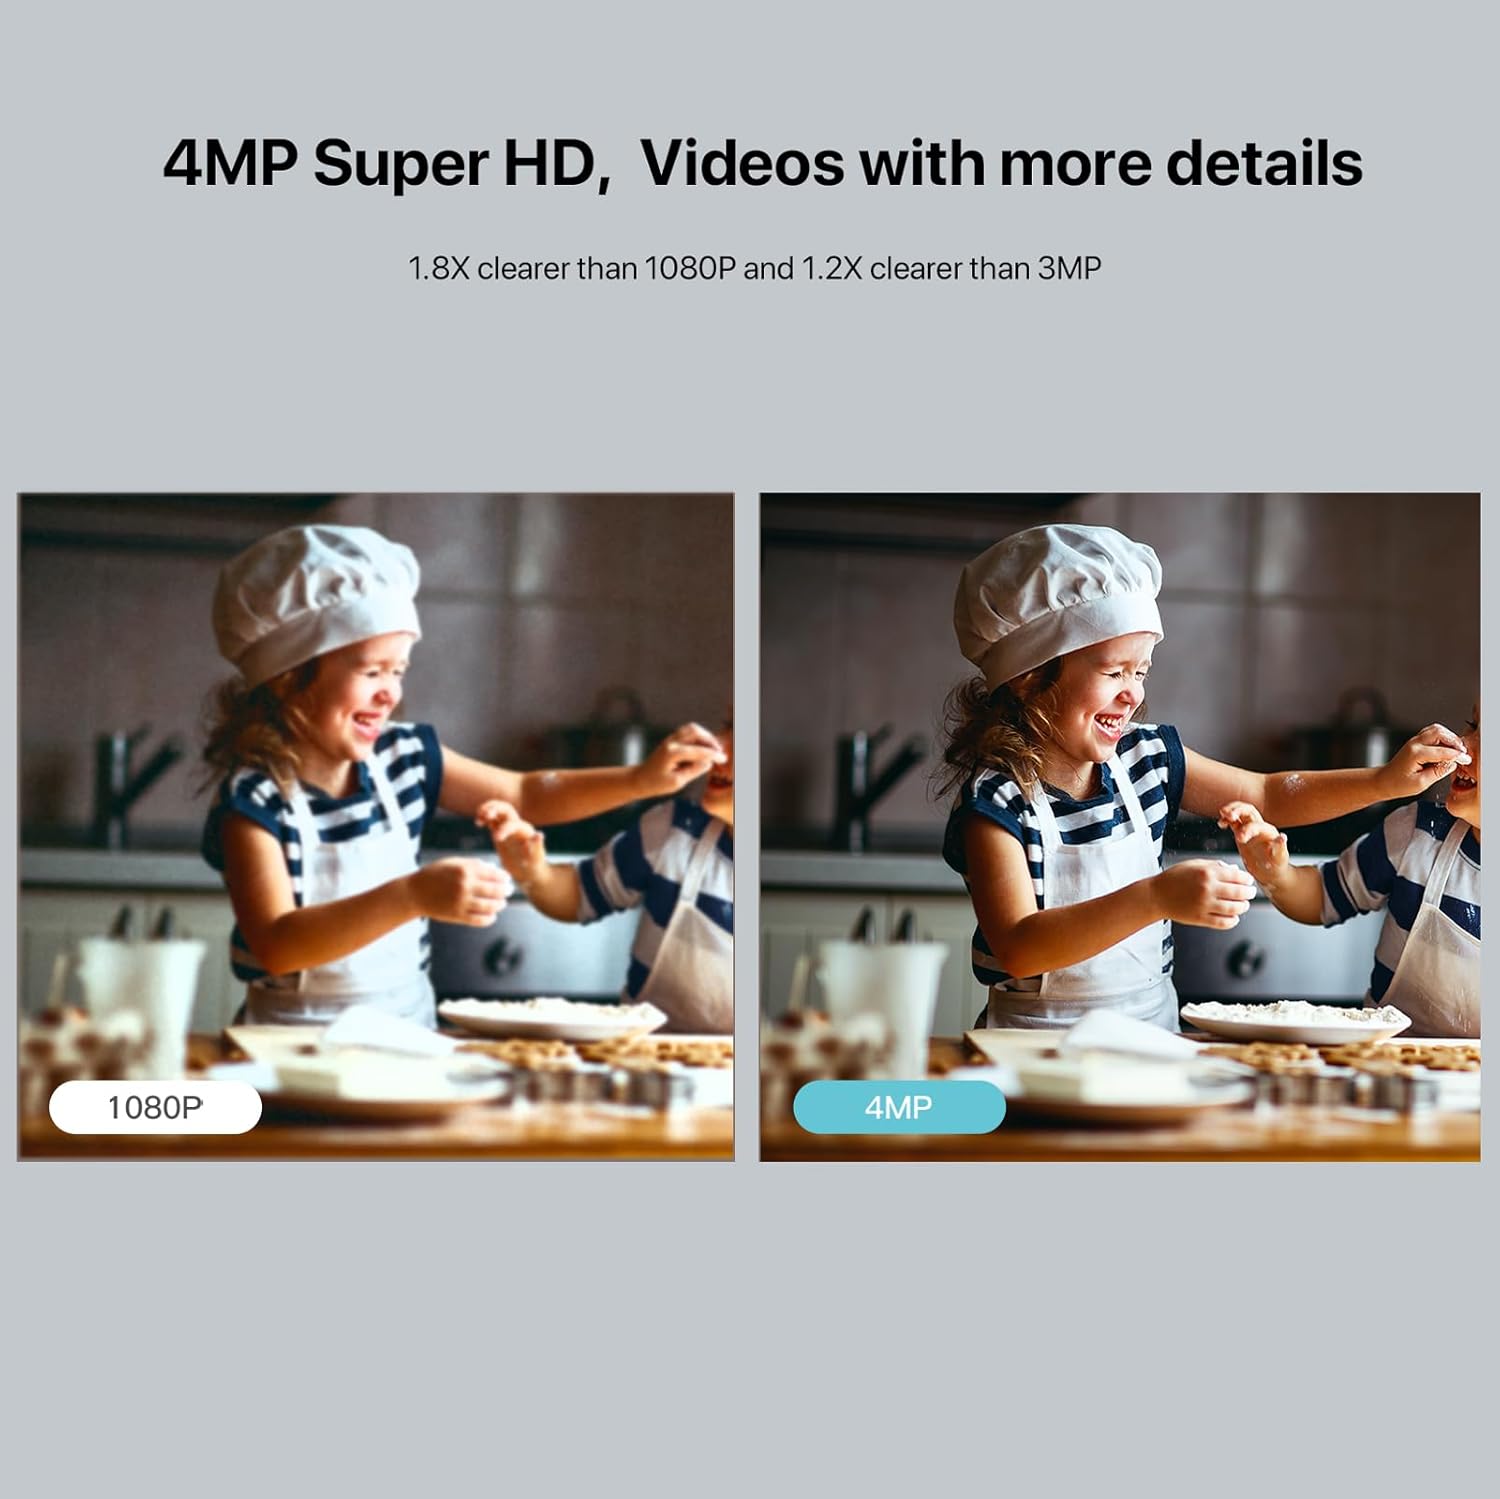 4MP Super HD, Videos with more details
1.8X clearer than 1080P and 1.2X clearer than 3MP
1080P
4MP